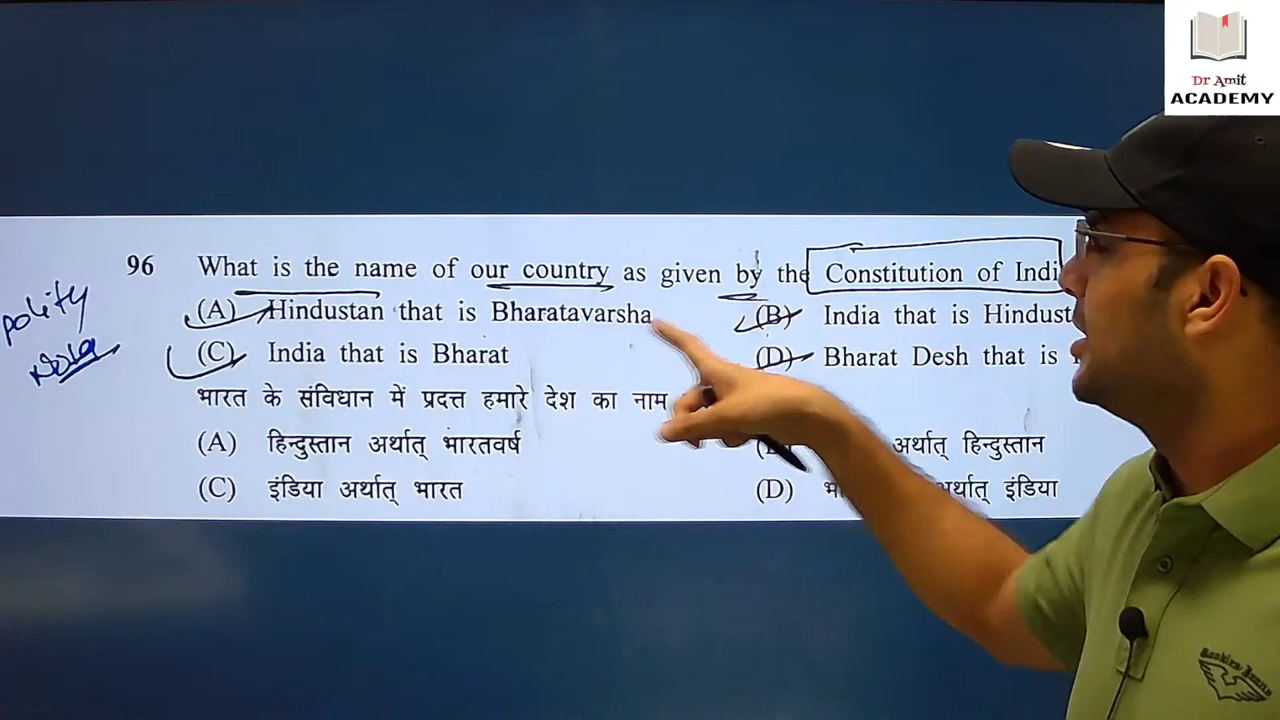 Dr Amit
ACADEMY
96 What is the name of our country as given by the Constitution of Indi
(A) Hindustan that is Bharatavarsha (B) India that is Hindust
(C) India that is Bharat (D) Bharat Desh that is
भारत के संविधान में प्रदत्त हमारे देश का नाम
(A) हिन्दुस्तान अर्थात् भारतवर्ष अर्थात् हिन्दुस्तान
(C) इंडिया अर्थात् भारत (D) इंडिया
polity